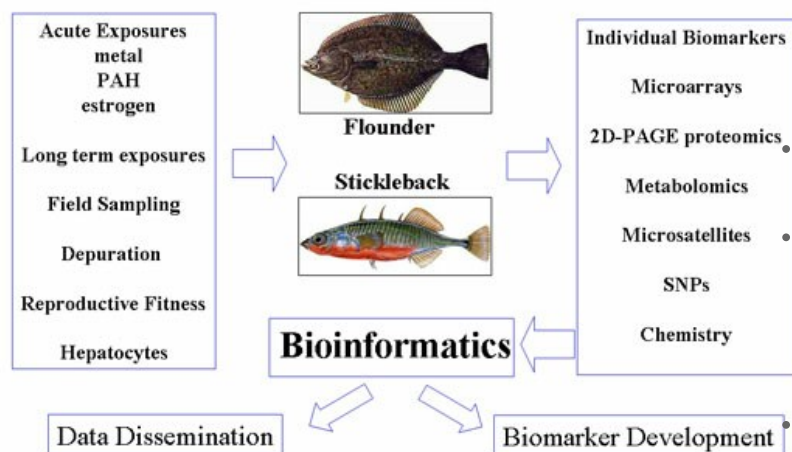 Acute Exposures
metal
PAH
estrogen
Long term exposures
Field Sampling
Depuration
Reproductive Fitness
Hepatocytes
Flounder
Stickleback
Individual Biomarkers
Microarrays
2D-PAGE proteomics
Metabolomics
Microsatellites
SNPs
Chemistry
Bioinformatics
Data Dissemination
Biomarker Development